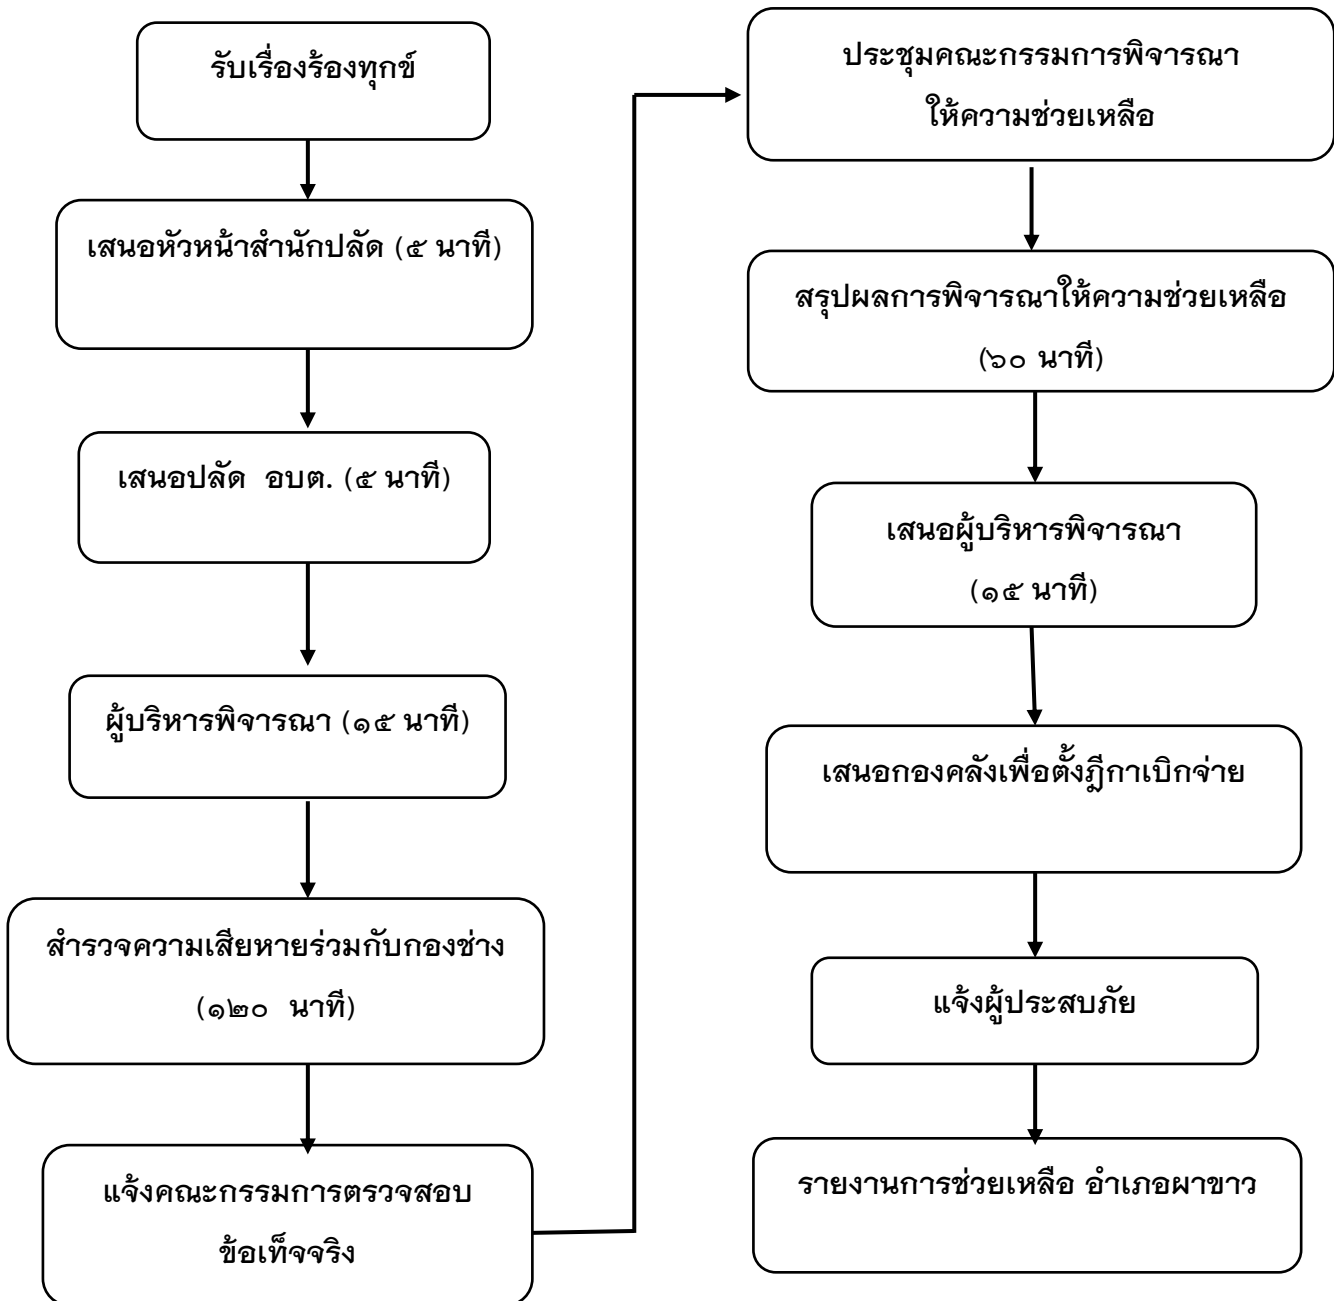 รับเรื่องร้องทุกข์
เสนอหัวหน้าสำนักปลัด (๕ นาที)
เสนอปลัด  อบต. (๕ นาที)
ผู้บริหารพิจารณา (๑๕ นาที)
สำรวจความเสียหายร่วมกับกองช่าง
(๑๒๐  นาที)
แจ้งคณะกรรมการตรวจสอบ
ข้อเท็จจริง
ประชุมคณะกรรมการพิจารณา
ให้ความช่วยเหลือ
สรุปผลการพิจารณาให้ความช่วยเหลือ
(๖๐ นาที)
เสนอผู้บริหารพิจารณา
(๑๕ นาที)
เสนอกองคลังเพื่อตั้งฎีกาเบิกจ่าย
แจ้งผู้ประสบภัย
รายงานการช่วยเหลือ อำเภอผาขาว